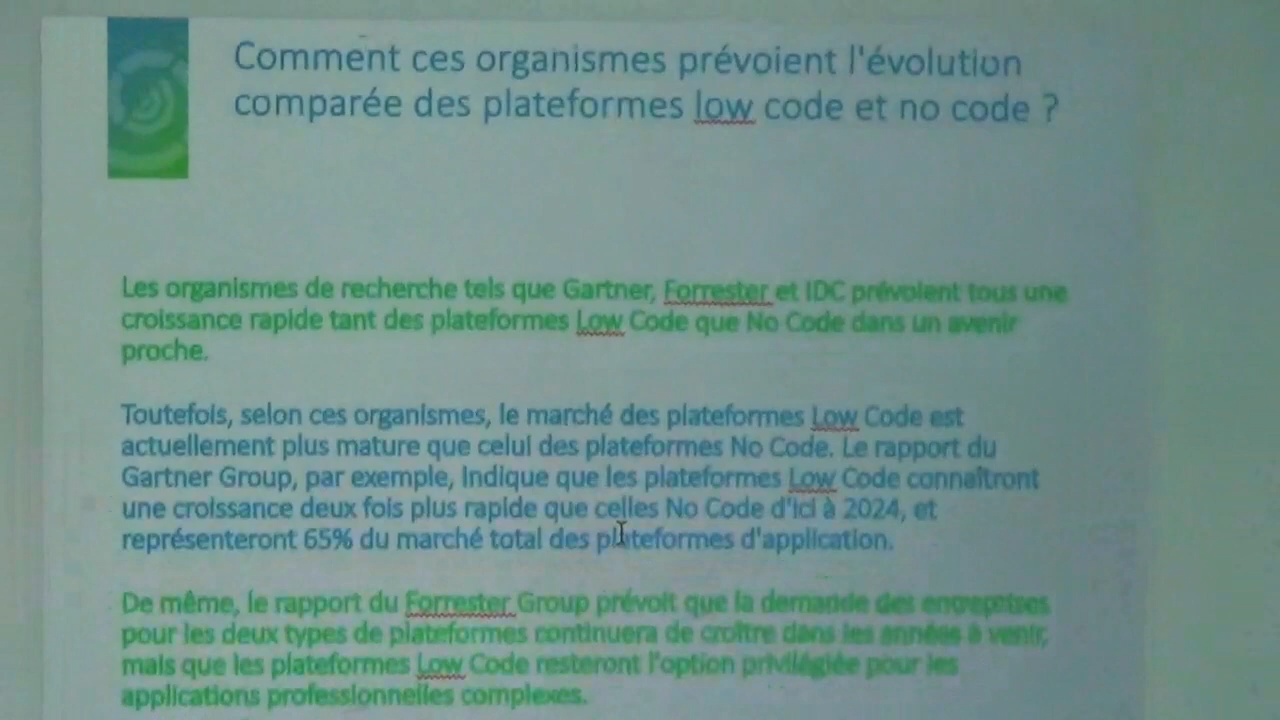 Comment ces organismes prévoient l'évolution
comparée des plateformes low code et no code ?
Les organismes de recherche tels que Gartner, Forrester et IDC prévoient tous une
croissance rapide tant des plateformes Low Code que No Code dans un avenir
proche.
Toutefois, selon ces organismes, le marché des plateformes Low Code est
actuellement plus mature que celui des plateformes No Code. Le rapport du
Gartner Group, par exemple, indique que les plateformes Low Code connaîtront
une croissance deux fois plus rapide que celles No Code d'ici à 2024, et
représenteront 65% du marché total des plateformes d'application.
De même, le rapport du Forrester Group prévoit que la demande des entreprises
pour les deux types de plateformes continuera de croître dans les années à venir,
mais que les plateformes Low Code resteront l'option privilégiée pour les
applications professionnelles complexes.